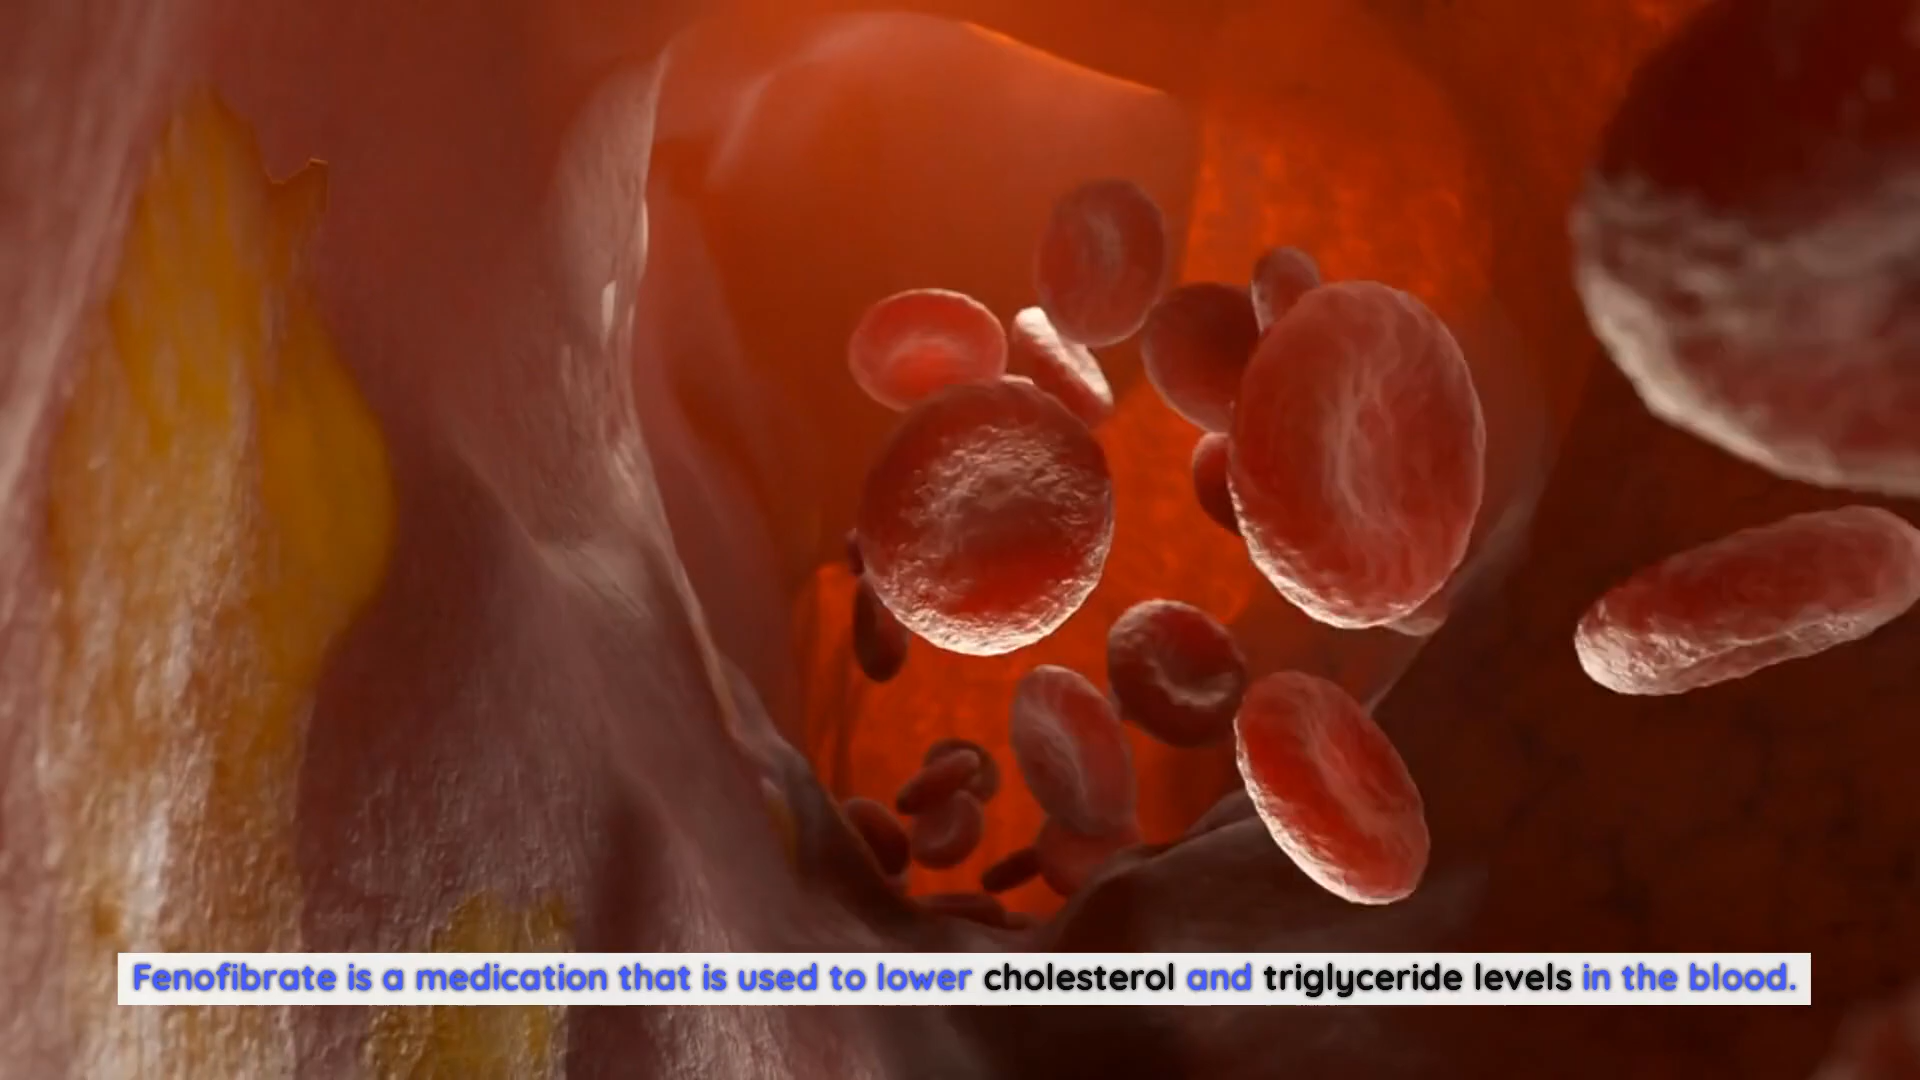 Fenofibrate is a medication that is used to lower cholesterol and triglyceride levels in the blood.